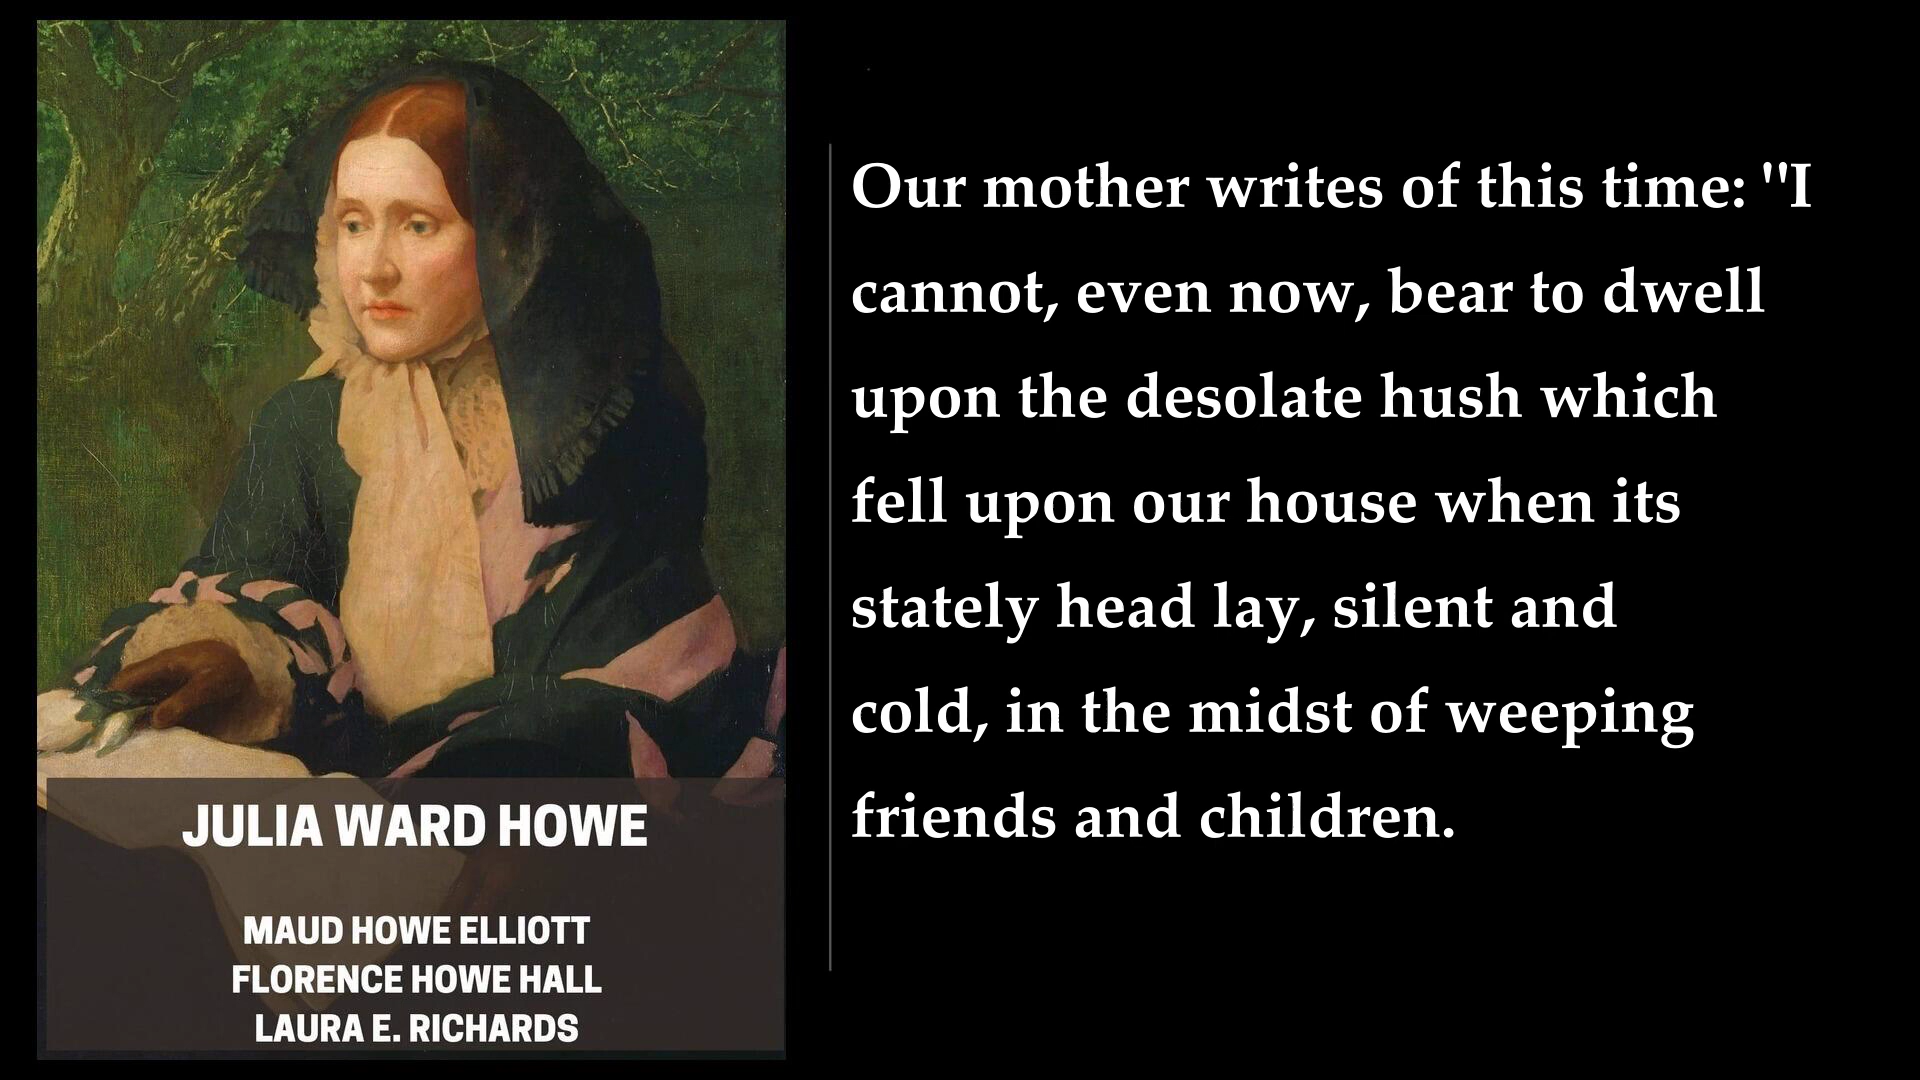 JULIA WARD HOWE
MAUD HOWE ELLIOTT
FLORENCE HOWE HALL
LAURA E. RICHARDS
Our mother writes of this time: "I
cannot, even now, bear to dwell
upon the desolate hush which
fell upon our house when its
stately head lay, silent and
cold, in the midst of weeping
friends and children.